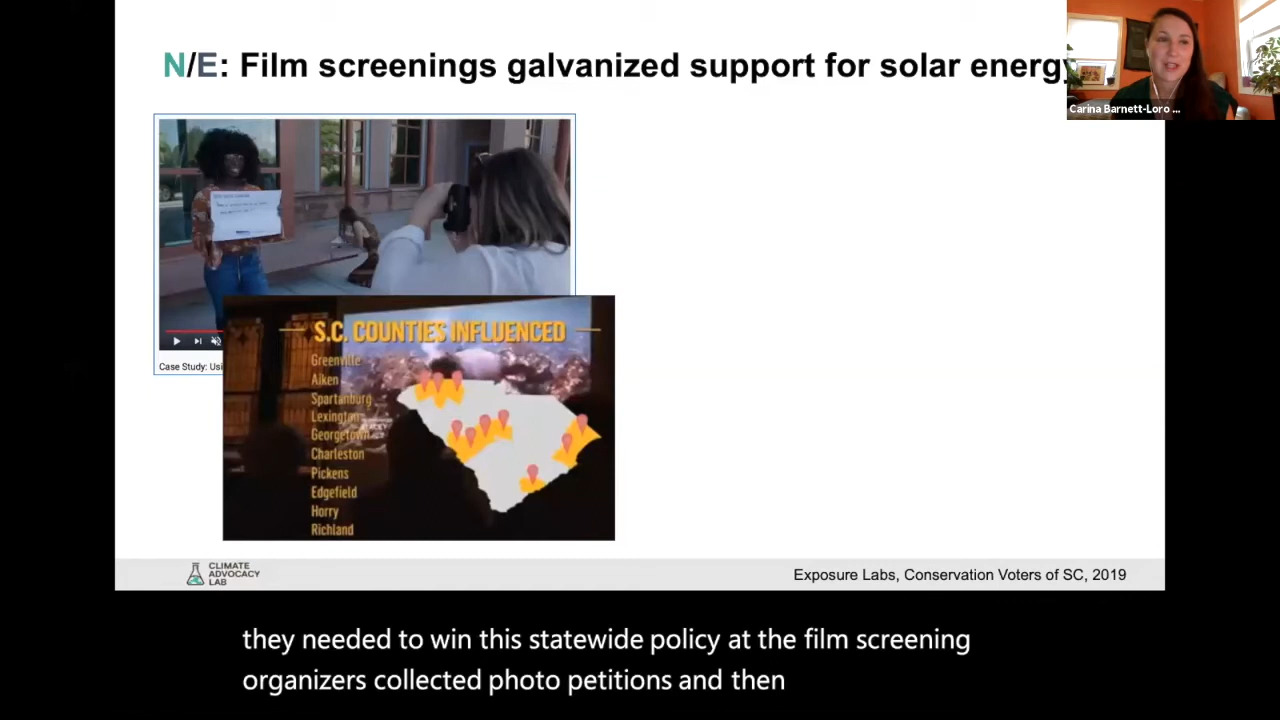 N/E: Film screenings galvanized support for solar energy
Carina Barnett-Loro ...
Case Study: Usi
S.C. COUNTIES INFLUENCED
Greenville
Aiken
Spartanburg
Lexington
Georgetown
Charleston
Pickens
Edgefield
Horry
Richland
CLIMATE
ADVOCACY
LAB
Exposure Labs, Conservation Voters of SC, 2019
they needed to win this statewide policy at the film screening
organizers collected photo petitions and then